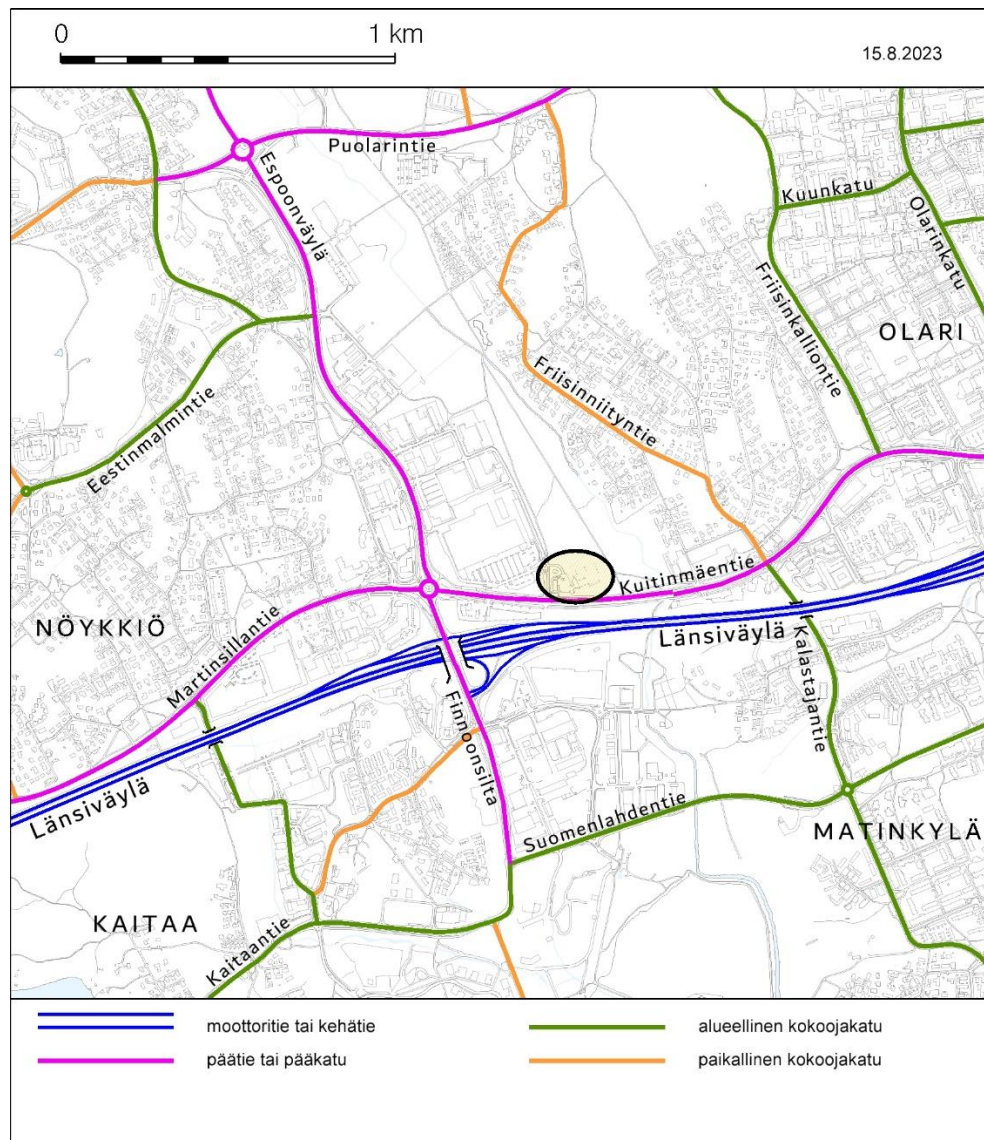 0 1 km
15.8.2023
Puolarintie
Espoonväylä
Kuunkatu
Olarinkatu
Friisinkalliontie
OLARI
Friisinniityntie
Eestinmalmintie
Kuitinmäentie
NÖYKKIÖ
Martinsillantie
Länsiväylä
Kalastajantie
Finnoonsilta
Länsiväylä
Suomenlahdentie
MATINKYLÄ
KAITAA
Kaitaantie
moottoritie tai kehätie
alueellinen kokoojakatu
päätie tai pääkatu
paikallinen kokoojakatu